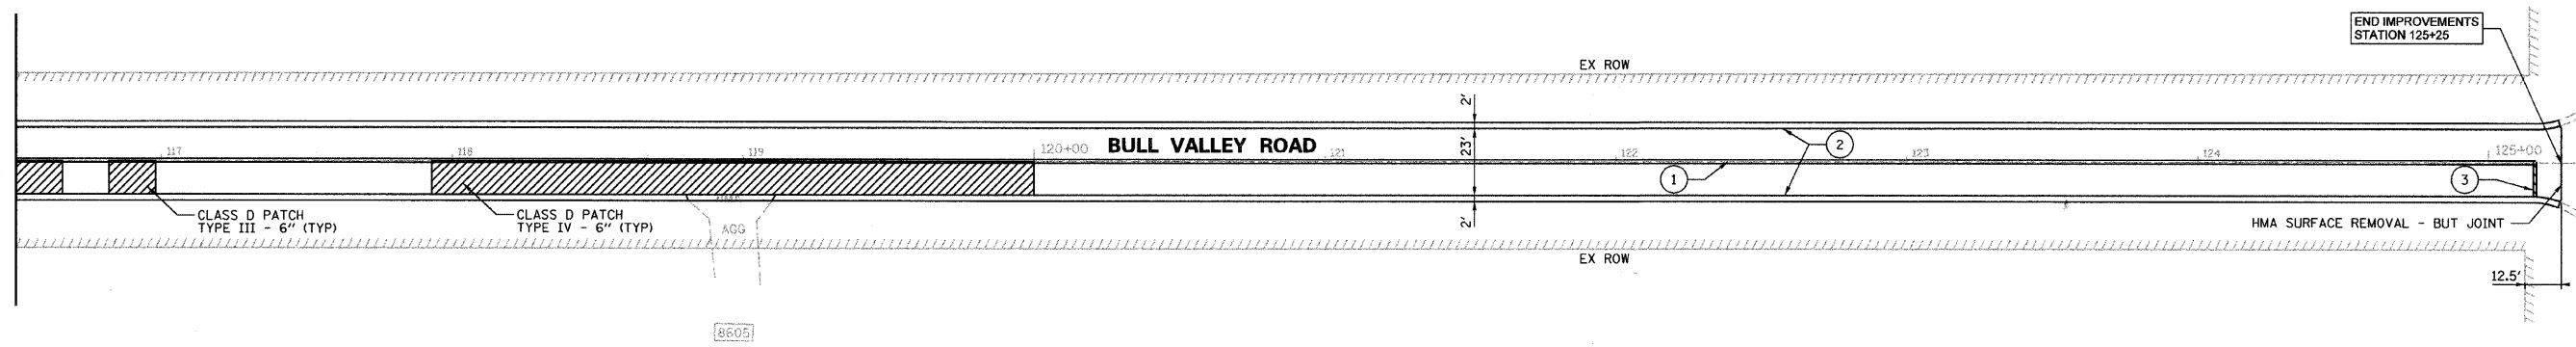 END IMPROVEMENTS
STATION 125+25
EX ROW
2'
BULL VALLEY ROAD
23'
117
118
119
120+00
121
122
123
124
125+00
1
2
3
CLASS D PATCH
TYPE III - 6" (TYP)
CLASS D PATCH
TYPE IV - 6" (TYP)
AGG
2'
HMA SURFACE REMOVAL - BUT JOINT
EX ROW
12.5'
8605